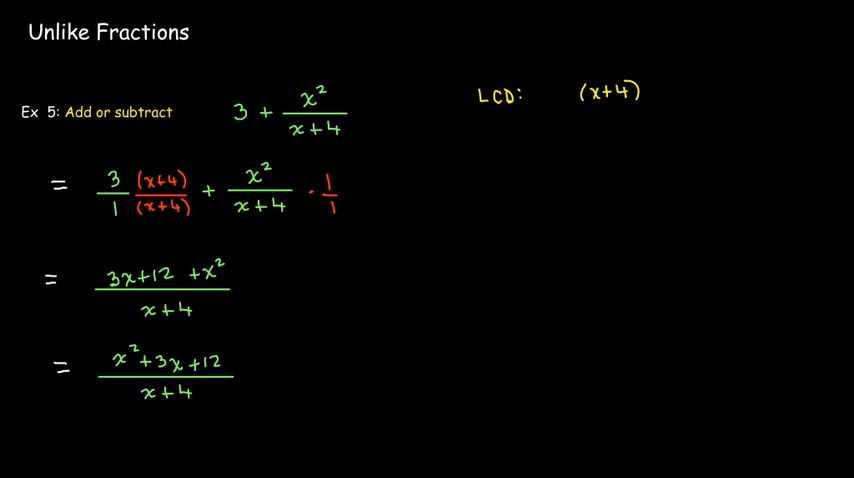 Unlike Fractions
LCD: (x+4)
Ex 5: Add or subtract 3 + x²/(x+4)
= 3/1 (x+4)/(x+4) + x²/(x+4) · 1/1
= (3x+12 +x²)/(x+4)
= (x²+3x+12)/(x+4)